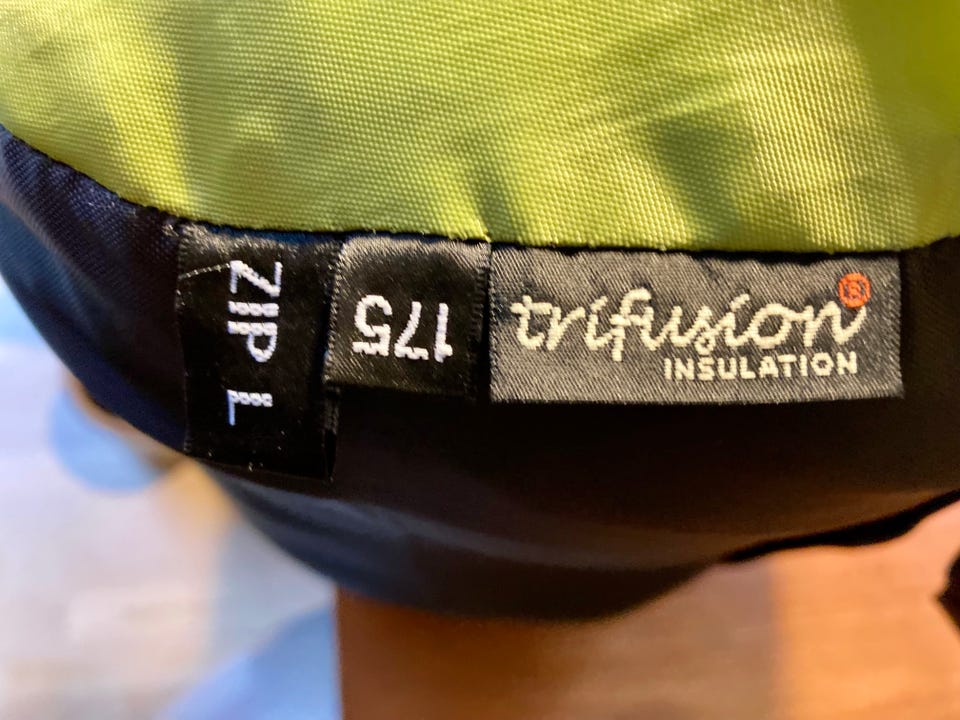 ZIP L
175
trifusion®
INSULATION